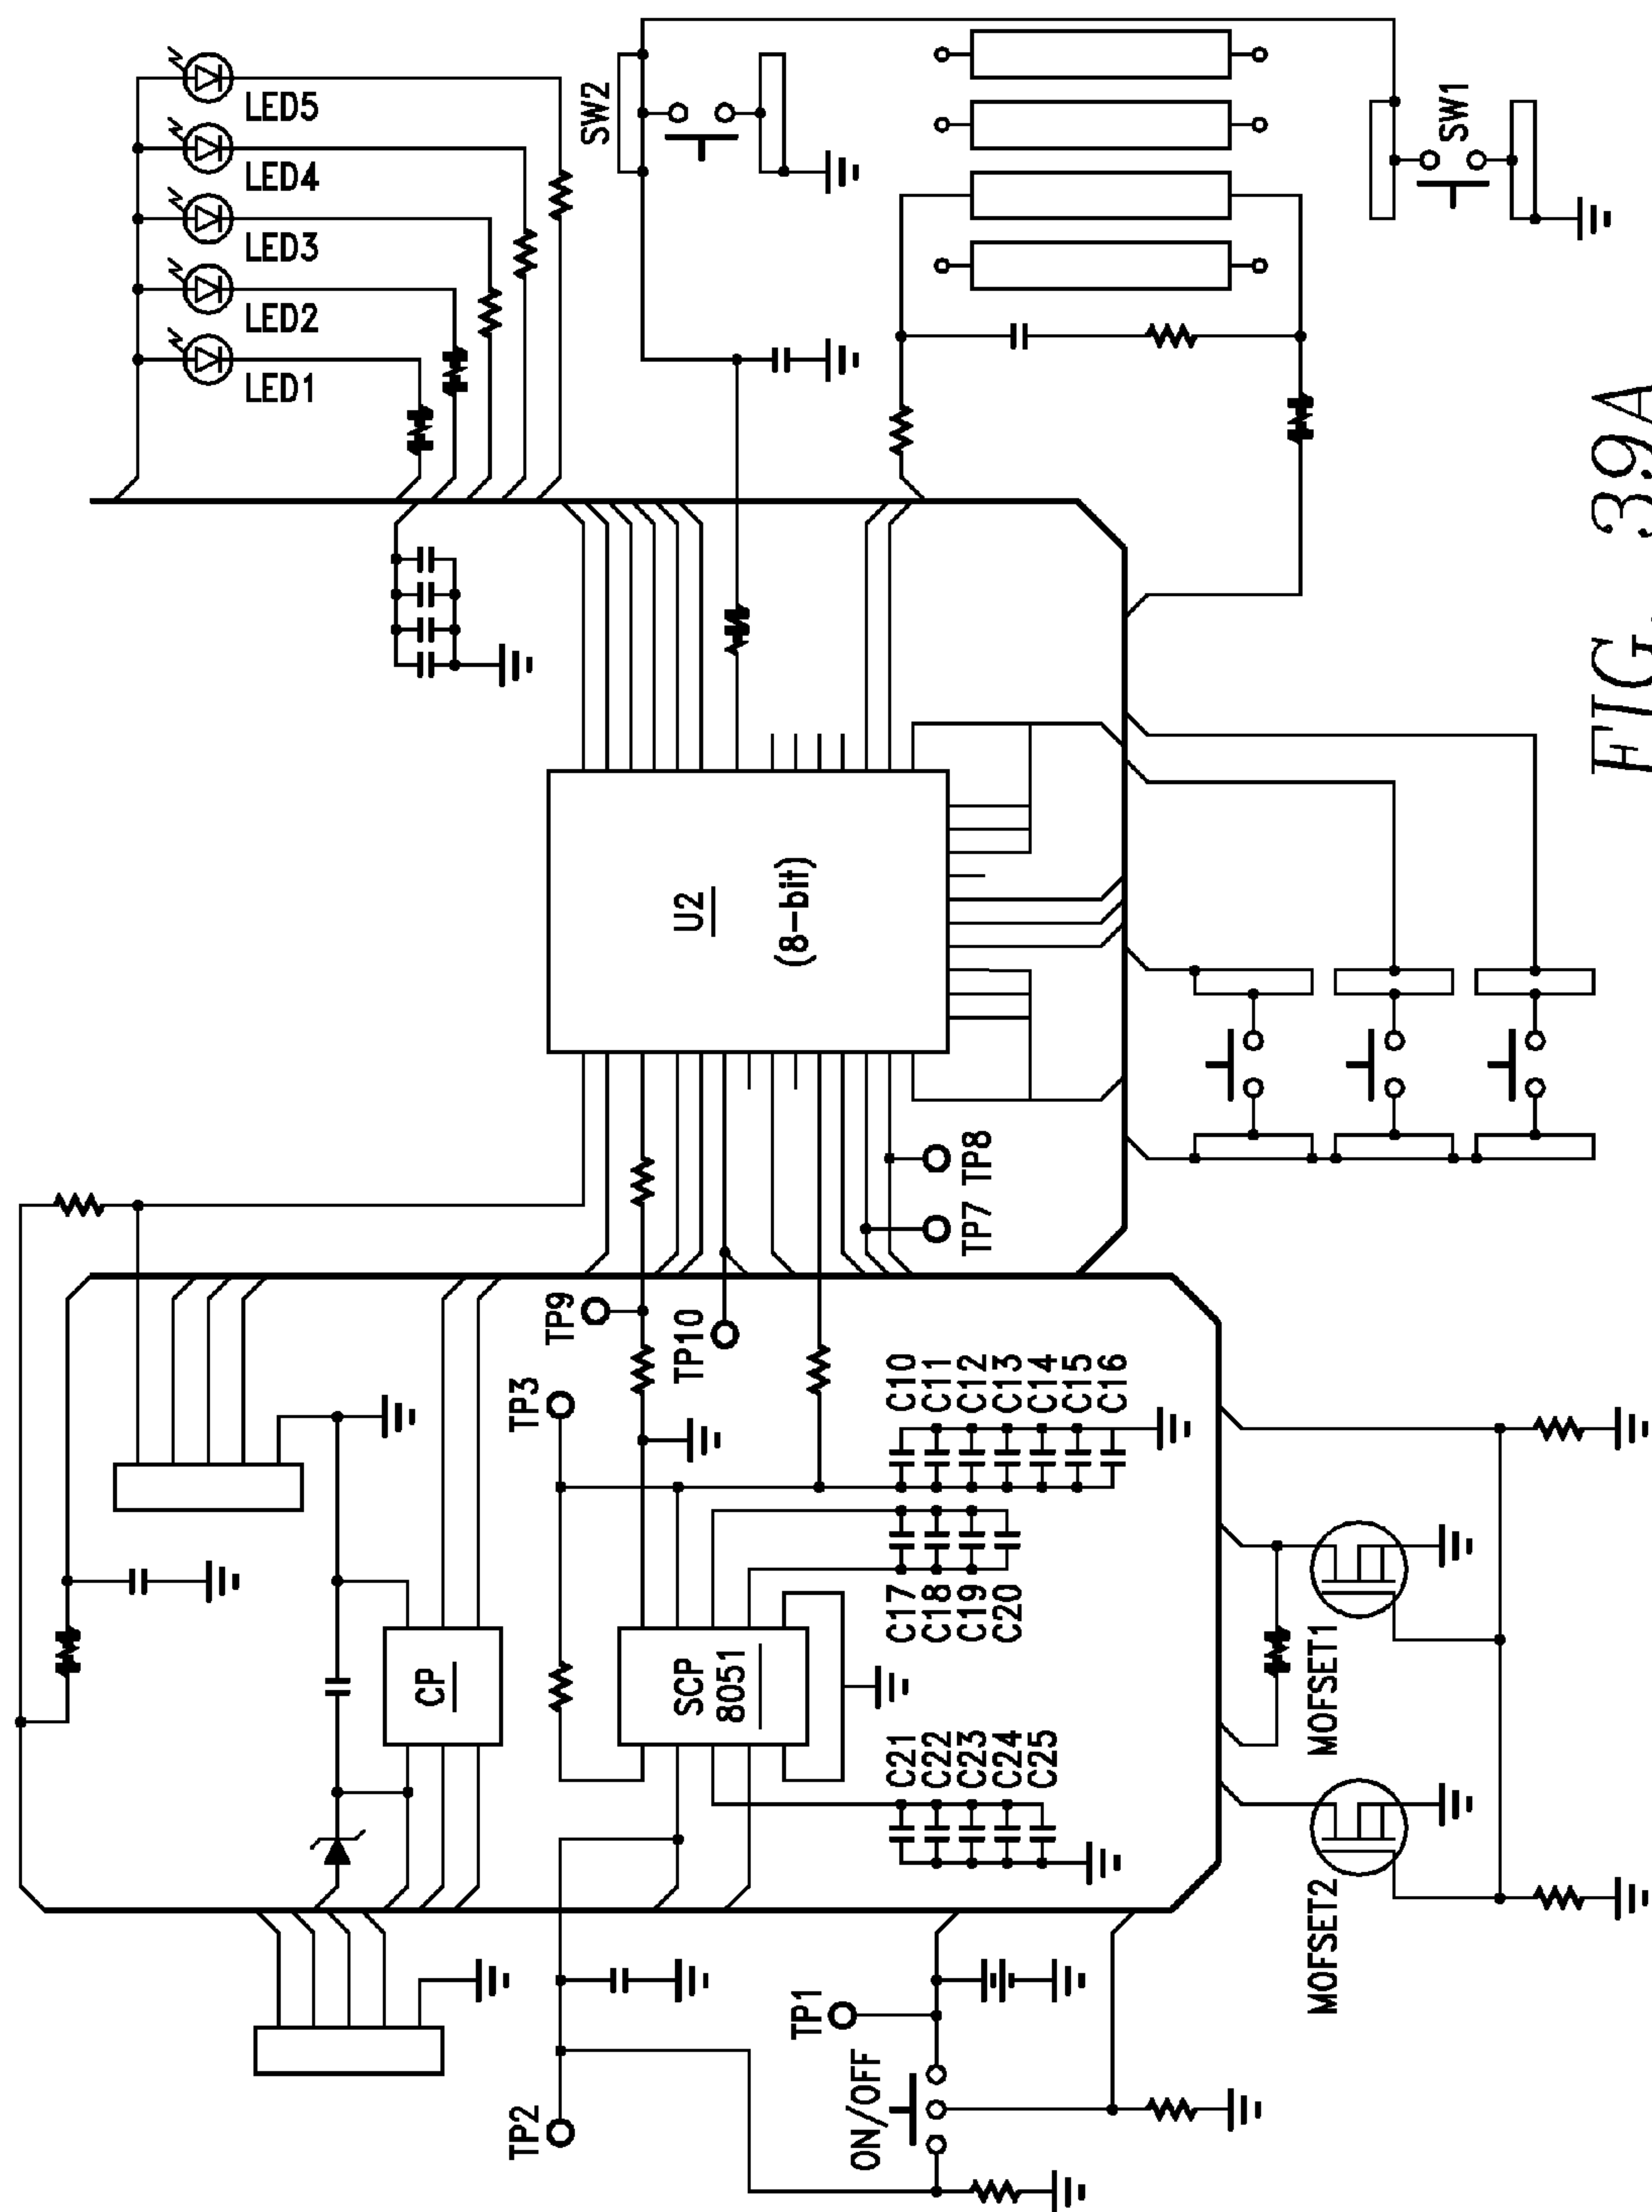 LED5
LED4
LED3
LED2
LED1
SW2
SW1
U2
(8-bit)
TP8
TP7
TP9
TP10
TP3
C10
C11
C12
C13
C14
C15
C16
C17
C18
C19
C20
CP
SCP
8051
C21
C22
C23
C24
C25
MOFSET1
MOFSET2
TP1
ON/OFF
TP2
FIG. 39A